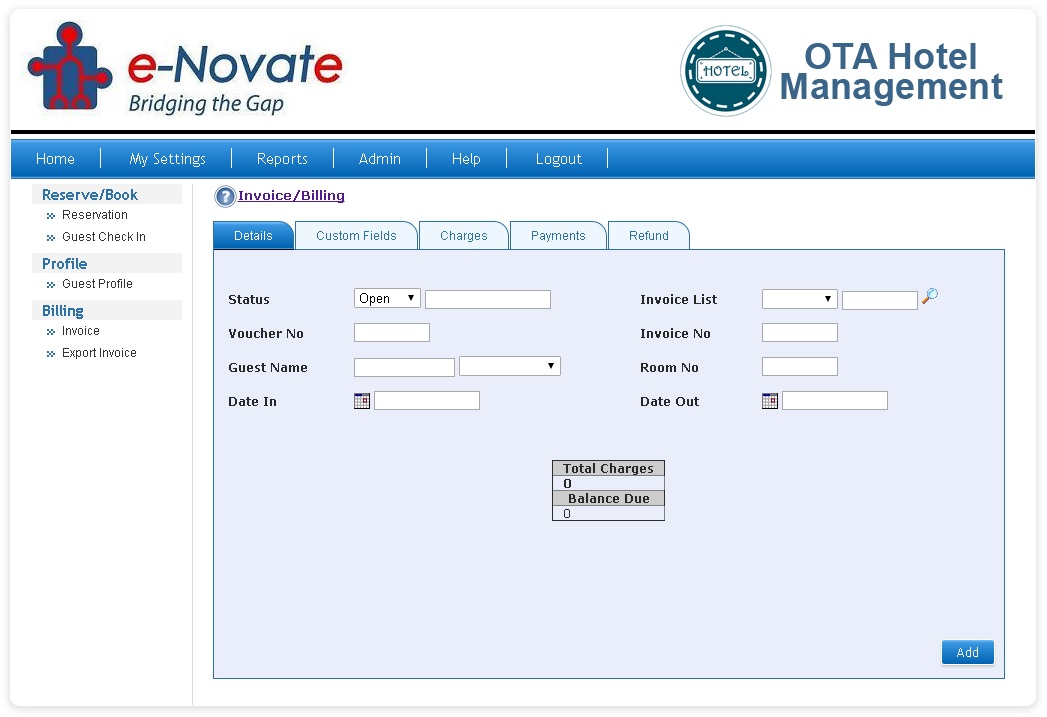 e-Novate
Bridging the Gap
HOTEL
OTA Hotel
Management
Home My Settings Reports Admin Help Logout
Reserve/Book
Reservation
Guest Check In
Profile
Guest Profile
Billing
Invoice
Export Invoice
? Invoice/Billing
Details Custom Fields Charges Payments Refund
Status Open Invoice List
Voucher No Invoice No
Guest Name Room No
Date In Date Out
Total Charges
0
Balance Due
0
Add